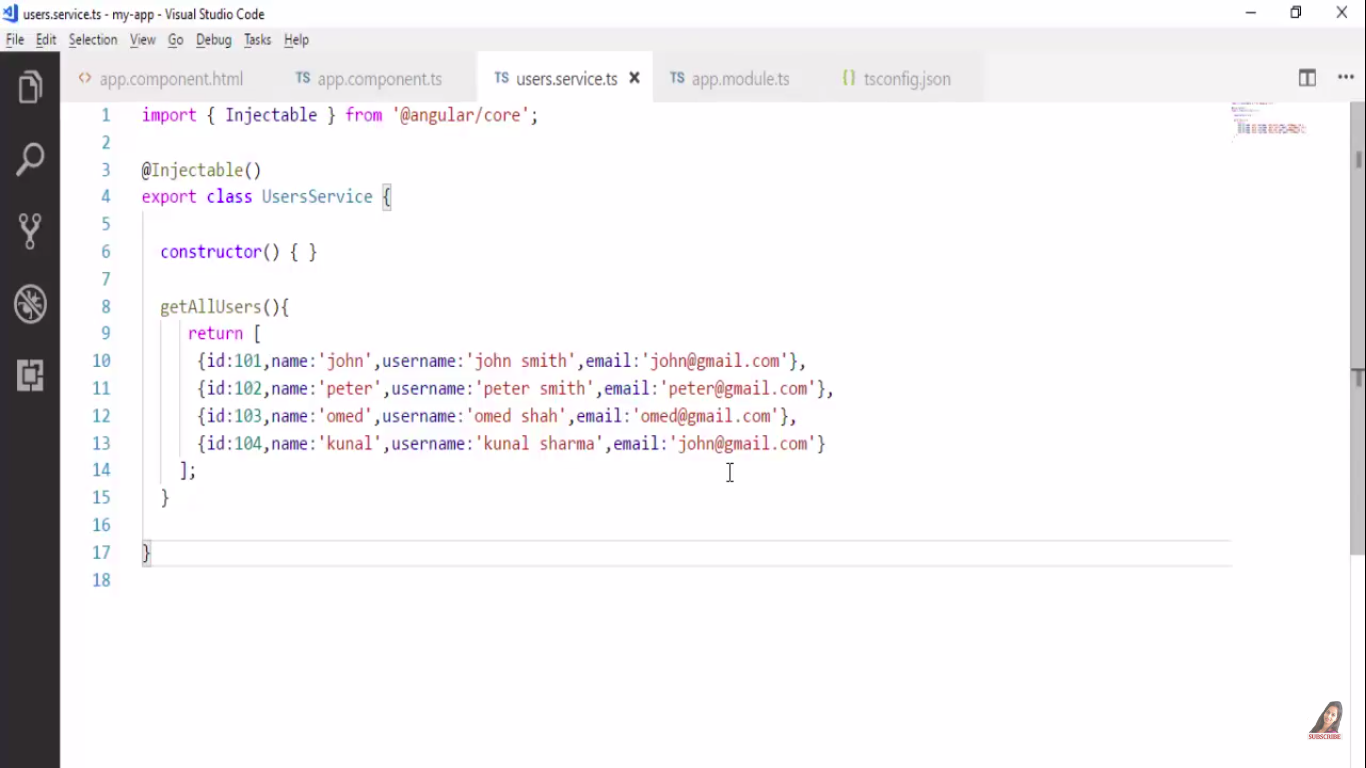 users.service.ts - my-app - Visual Studio Code
File Edit Selection View Go Debug Tasks Help
<> app.component.html TS app.component.ts TS users.service.ts × TS app.module.ts {} tsconfig.json
1 import { Injectable } from '@angular/core';
2
3 @Injectable()
4 export class UsersService {
5
6 constructor() { }
7
8 getAllUsers(){
9 return [
10 {id:101,name:'john',username:'john smith',email:'john@gmail.com'},
11 {id:102,name:'peter',username:'peter smith',email:'peter@gmail.com'},
12 {id:103,name:'omed',username:'omed shah',email:'omed@gmail.com'},
13 {id:104,name:'kunal',username:'kunal sharma',email:'john@gmail.com'}
14 ];
15 }
16
17 }
18
SUBSCRIBE